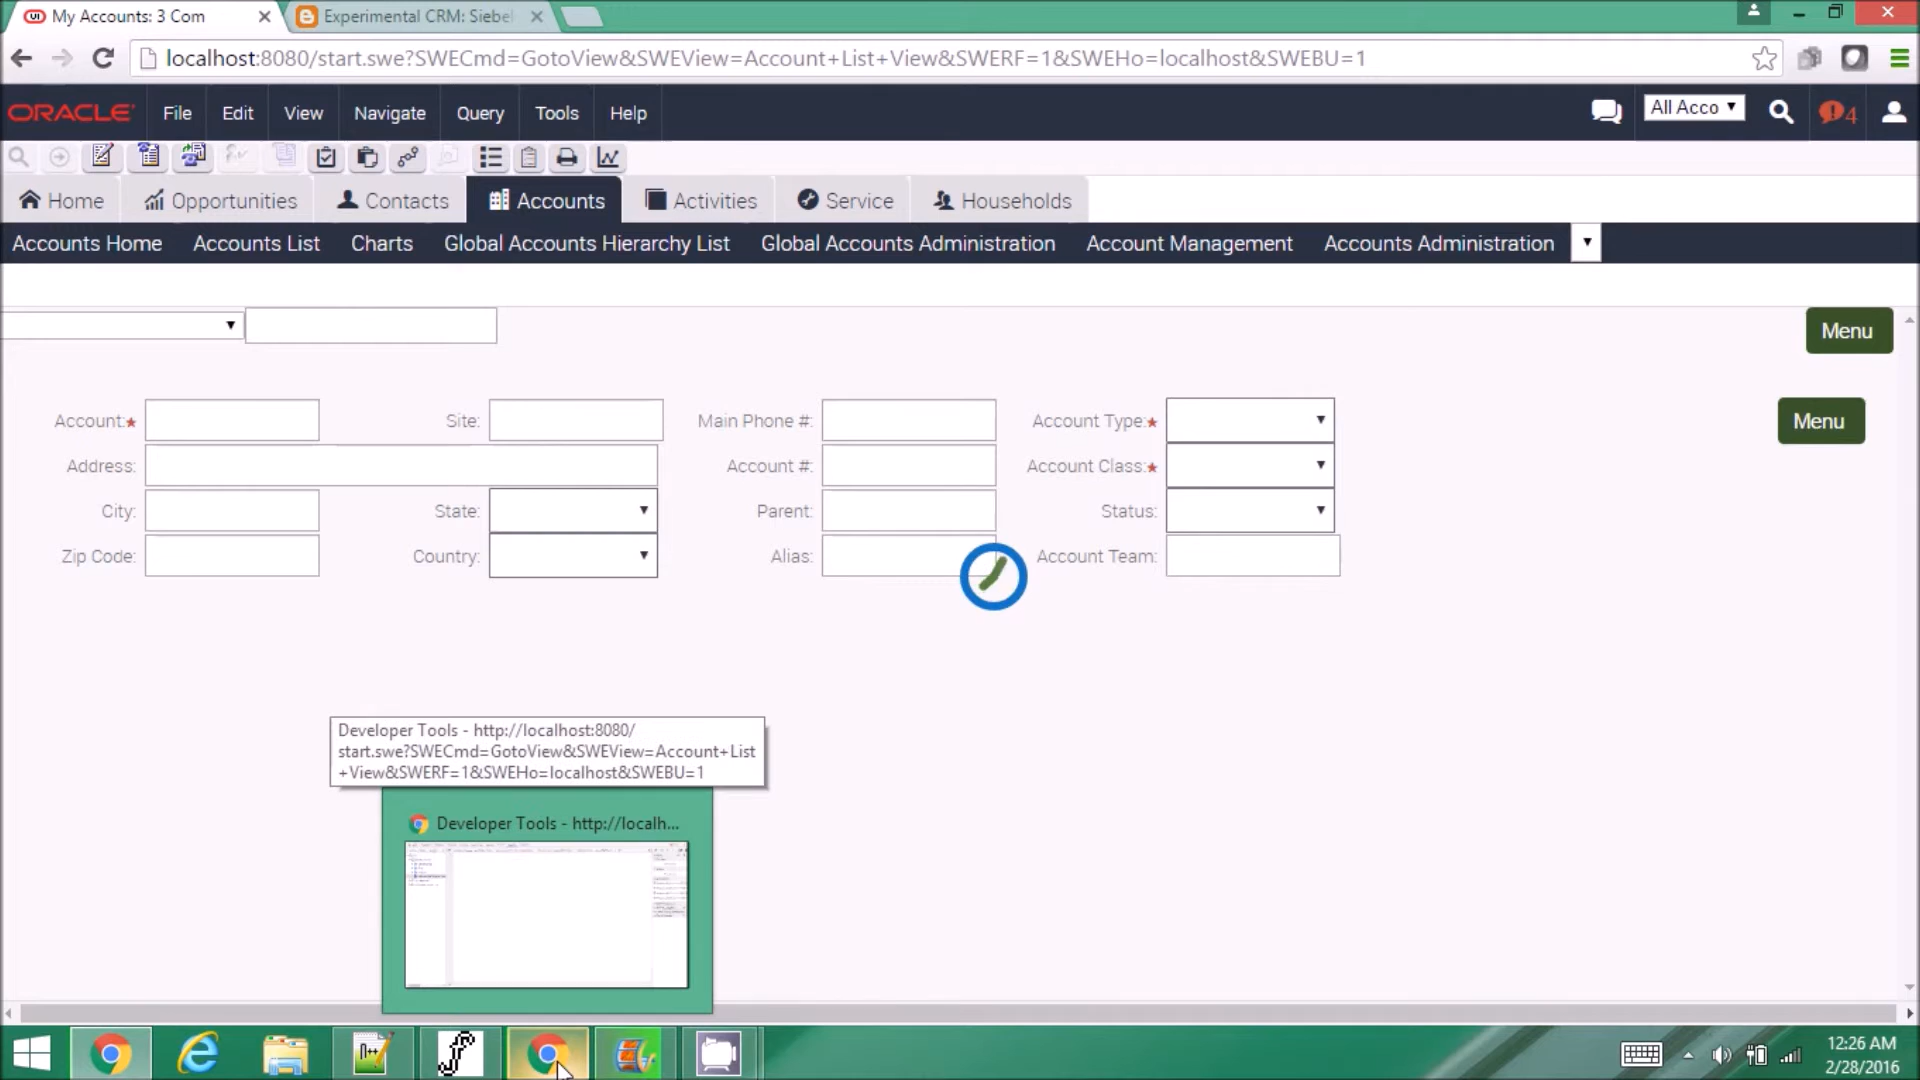 My Accounts: 3 Com
Experimental CRM: Siebel
localhost:8080/start.swe?SWECmd=GotoView&SWEView=Account+List+View&SWERF=1&SWEHo=localhost&SWEBU=1
ORACLE File Edit View Navigate Query Tools Help All Acco 4
Home Opportunities Contacts Accounts Activities Service Households
Accounts Home Accounts List Charts Global Accounts Hierarchy List Global Accounts Administration Account Management Accounts Administration
Menu
Account:* Site: Main Phone #: Account Type:* Menu
Address: Account #: Account Class:*
City: State: Parent: Status:
Zip Code: Country: Alias: Account Team:
Developer Tools - http://localhost:8080/
start.swe?SWECmd=GotoView&SWEView=Account+List
+View&SWERF=1&SWEHo=localhost&SWEBU=1
Developer Tools - http://localh...
12:26 AM
2/28/2016